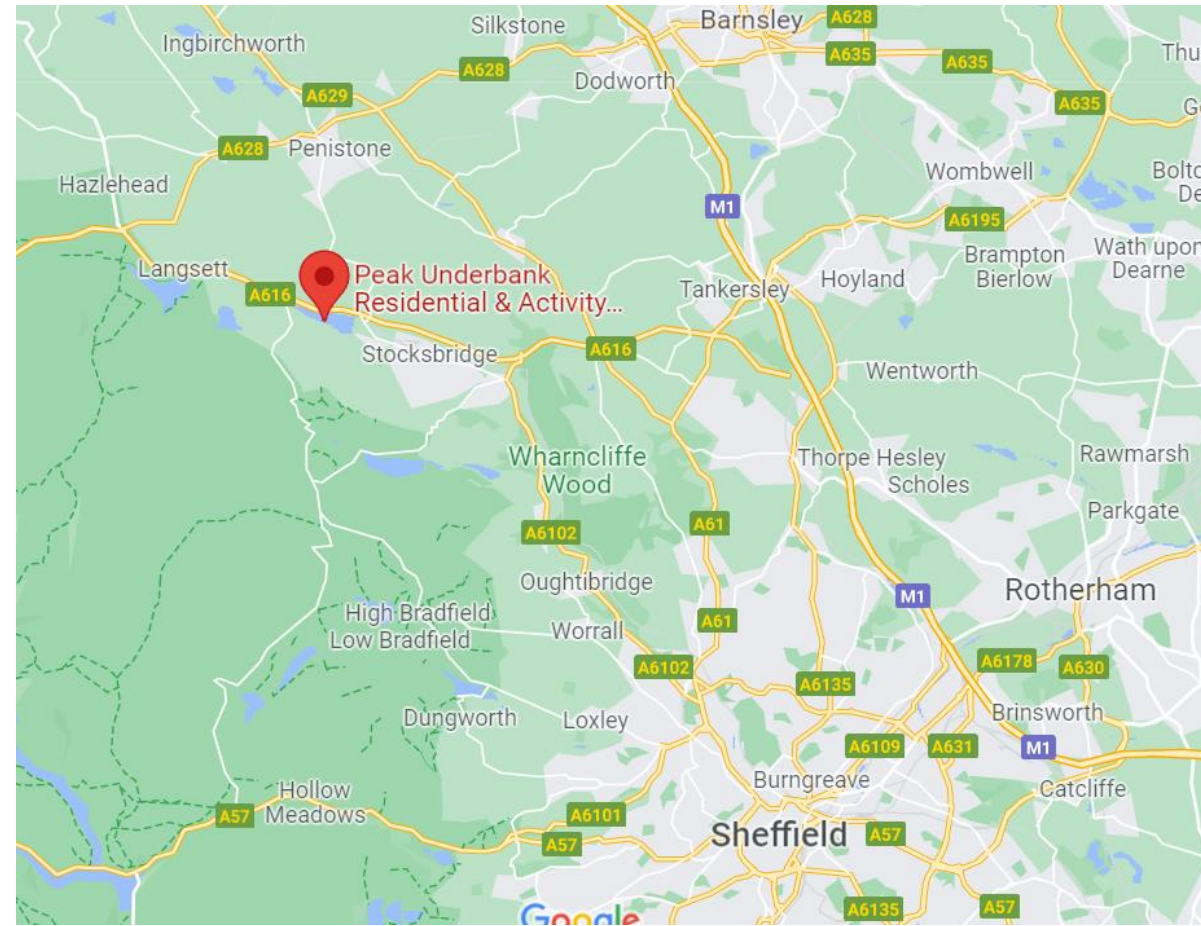 Silkstone
Barnsley
A628
Ingbirchworth
A635
A635
Thu
A628
Dodworth
A629
A635
G
A628
Penistone
Wombwell
Bolto
De
Hazlehead
M1
A6195
Langsett
Peak Underbank
Residential & Activity...
A616
Tankersley
Hoyland
Brampton
Bierlow
Wath upon
Dearne
Stocksbridge
A616
Wentworth
Wharncliffe
Wood
Thorpe Hesley
Scholes
Rawmarsh
Parkgate
A6102
A61
Oughtibridge
M1
Rotherham
High Bradfield
Low Bradfield
Worrall
A61
A6102
A6135
A6178
A630
Dungworth
Loxley
Brinsworth
A6109
A631
M1
Hollow
Meadows
Burngreave
Catcliffe
A57
A6101
A57
Sheffield
A57
Google
A6135
A57